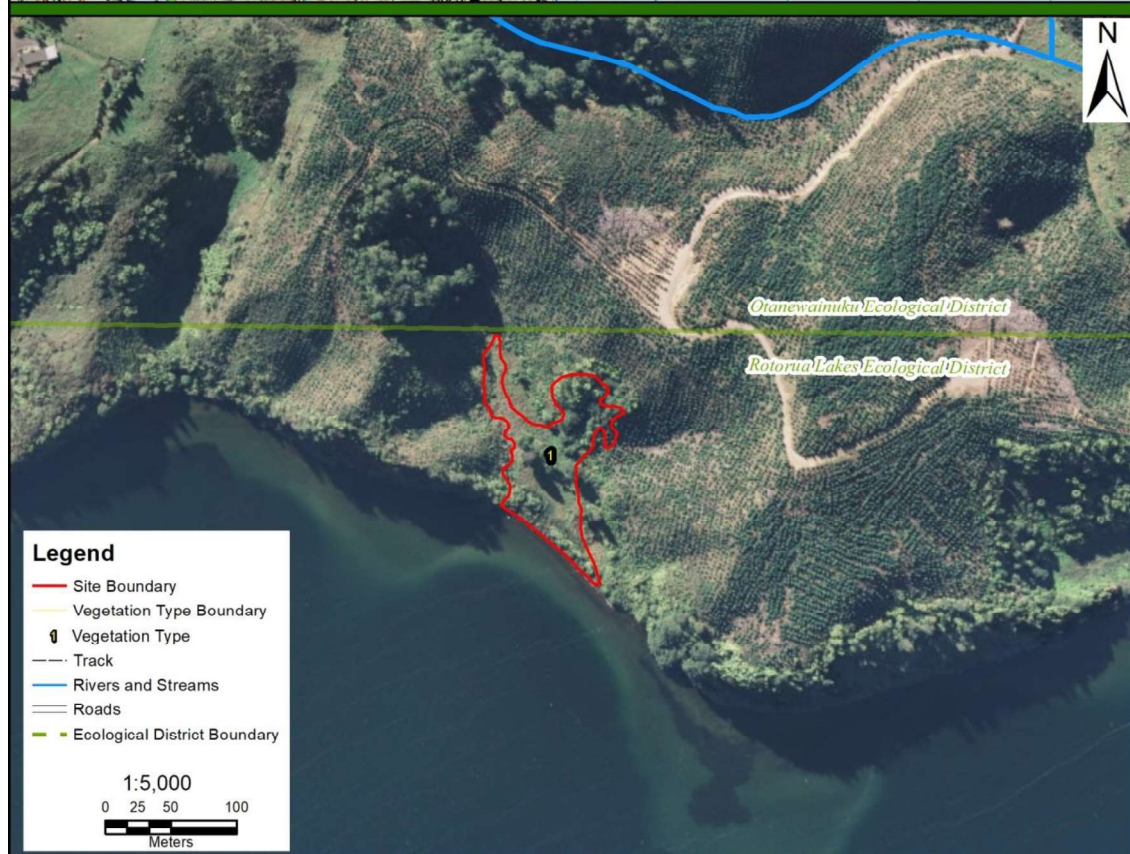 N
Otanewainuku Ecological District
Rotorua Lakes Ecological District
1
Legend
Site Boundary
Vegetation Type Boundary
1 Vegetation Type
Track
Rivers and Streams
Roads
Ecological District Boundary
1:5,000
0 25 50 100
Meters